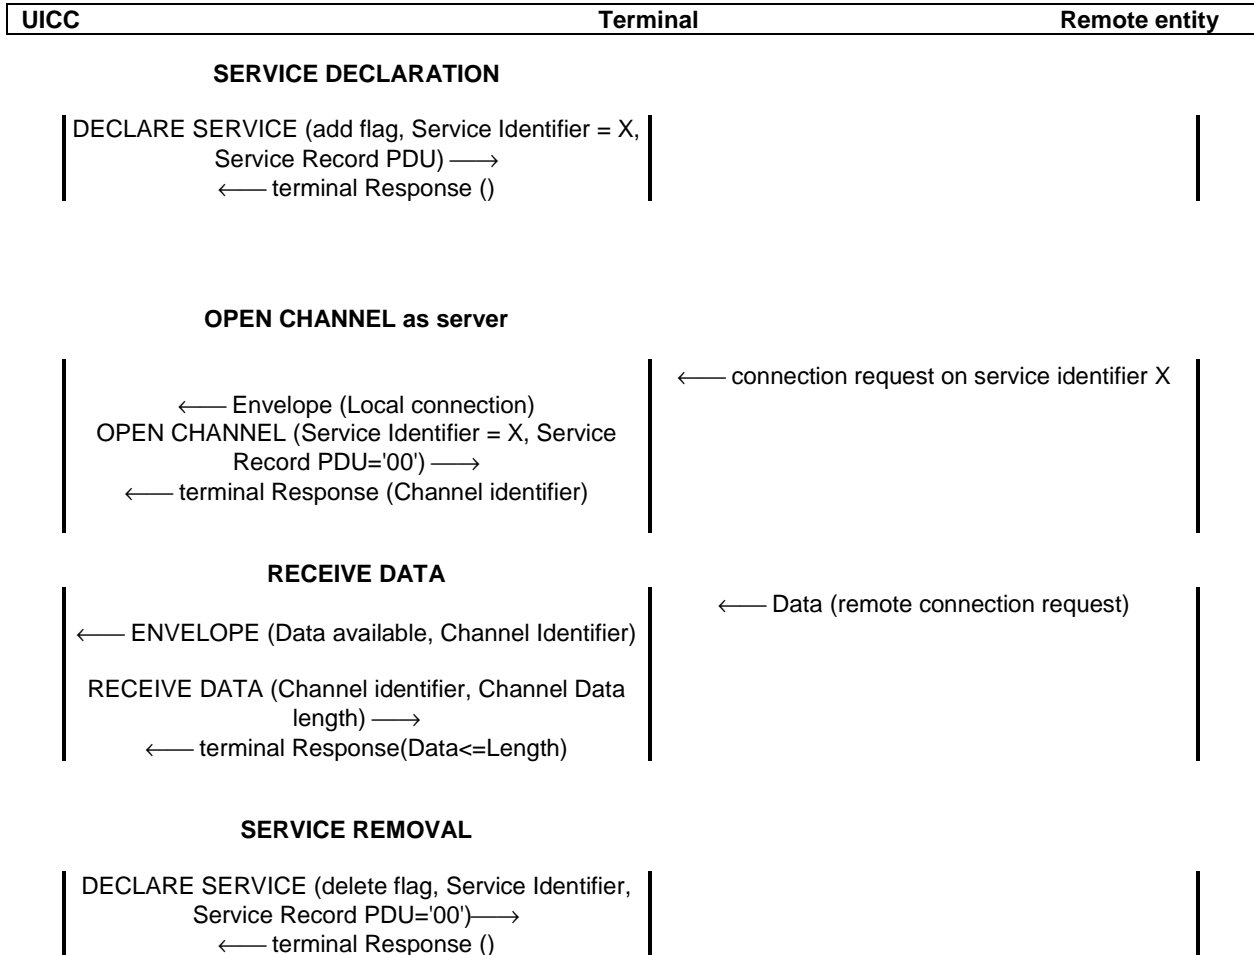 UICC Terminal Remote entity
SERVICE DECLARATION
DECLARE SERVICE (add flag, Service Identifier = X,
Service Record PDU) ⟶
⟵ terminal Response ()
OPEN CHANNEL as server
⟵ connection request on service identifier X
⟵ Envelope (Local connection)
OPEN CHANNEL (Service Identifier = X, Service
Record PDU='00') ⟶
⟵ terminal Response (Channel identifier)
RECEIVE DATA
⟵ Data (remote connection request)
⟵ ENVELOPE (Data available, Channel Identifier)
RECEIVE DATA (Channel identifier, Channel Data
length) ⟶
⟵ terminal Response(Data<=Length)
SERVICE REMOVAL
DECLARE SERVICE (delete flag, Service Identifier,
Service Record PDU='00')⟶
⟵ terminal Response ()